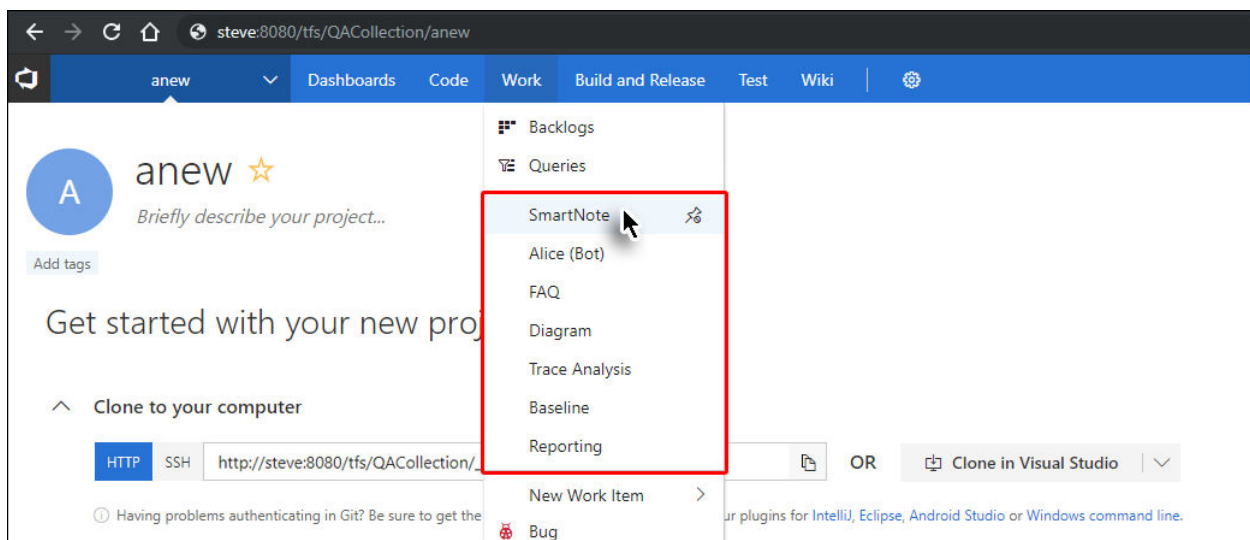 steve:8080/tfs/QACollection/anew
anew Dashboards Code Work Build and Release Test Wiki
Backlogs
Queries
SmartNote
Alice (Bot)
FAQ
Diagram
Trace Analysis
Baseline
Reporting
New Work Item
Bug
A
anew
Briefly describe your project...
Add tags
Get started with your new proj
Clone to your computer
HTTP SSH http://steve:8080/tfs/QACollection/_ OR Clone in Visual Studio
Having problems authenticating in Git? Be sure to get the ur plugins for IntelliJ, Eclipse, Android Studio or Windows command line.